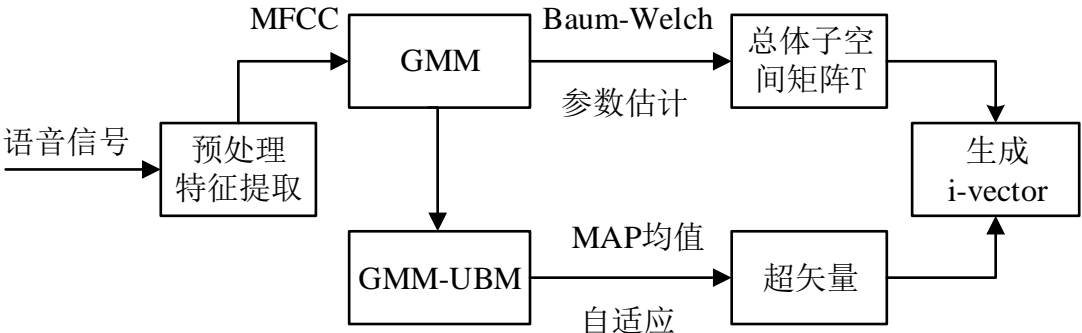 MFCC
Baum-Welch
GMM
总体子空
间矩阵T
参数估计
语音信号
预处理
特征提取
生成
i-vector
MAP均值
GMM-UBM
超矢量
自适应